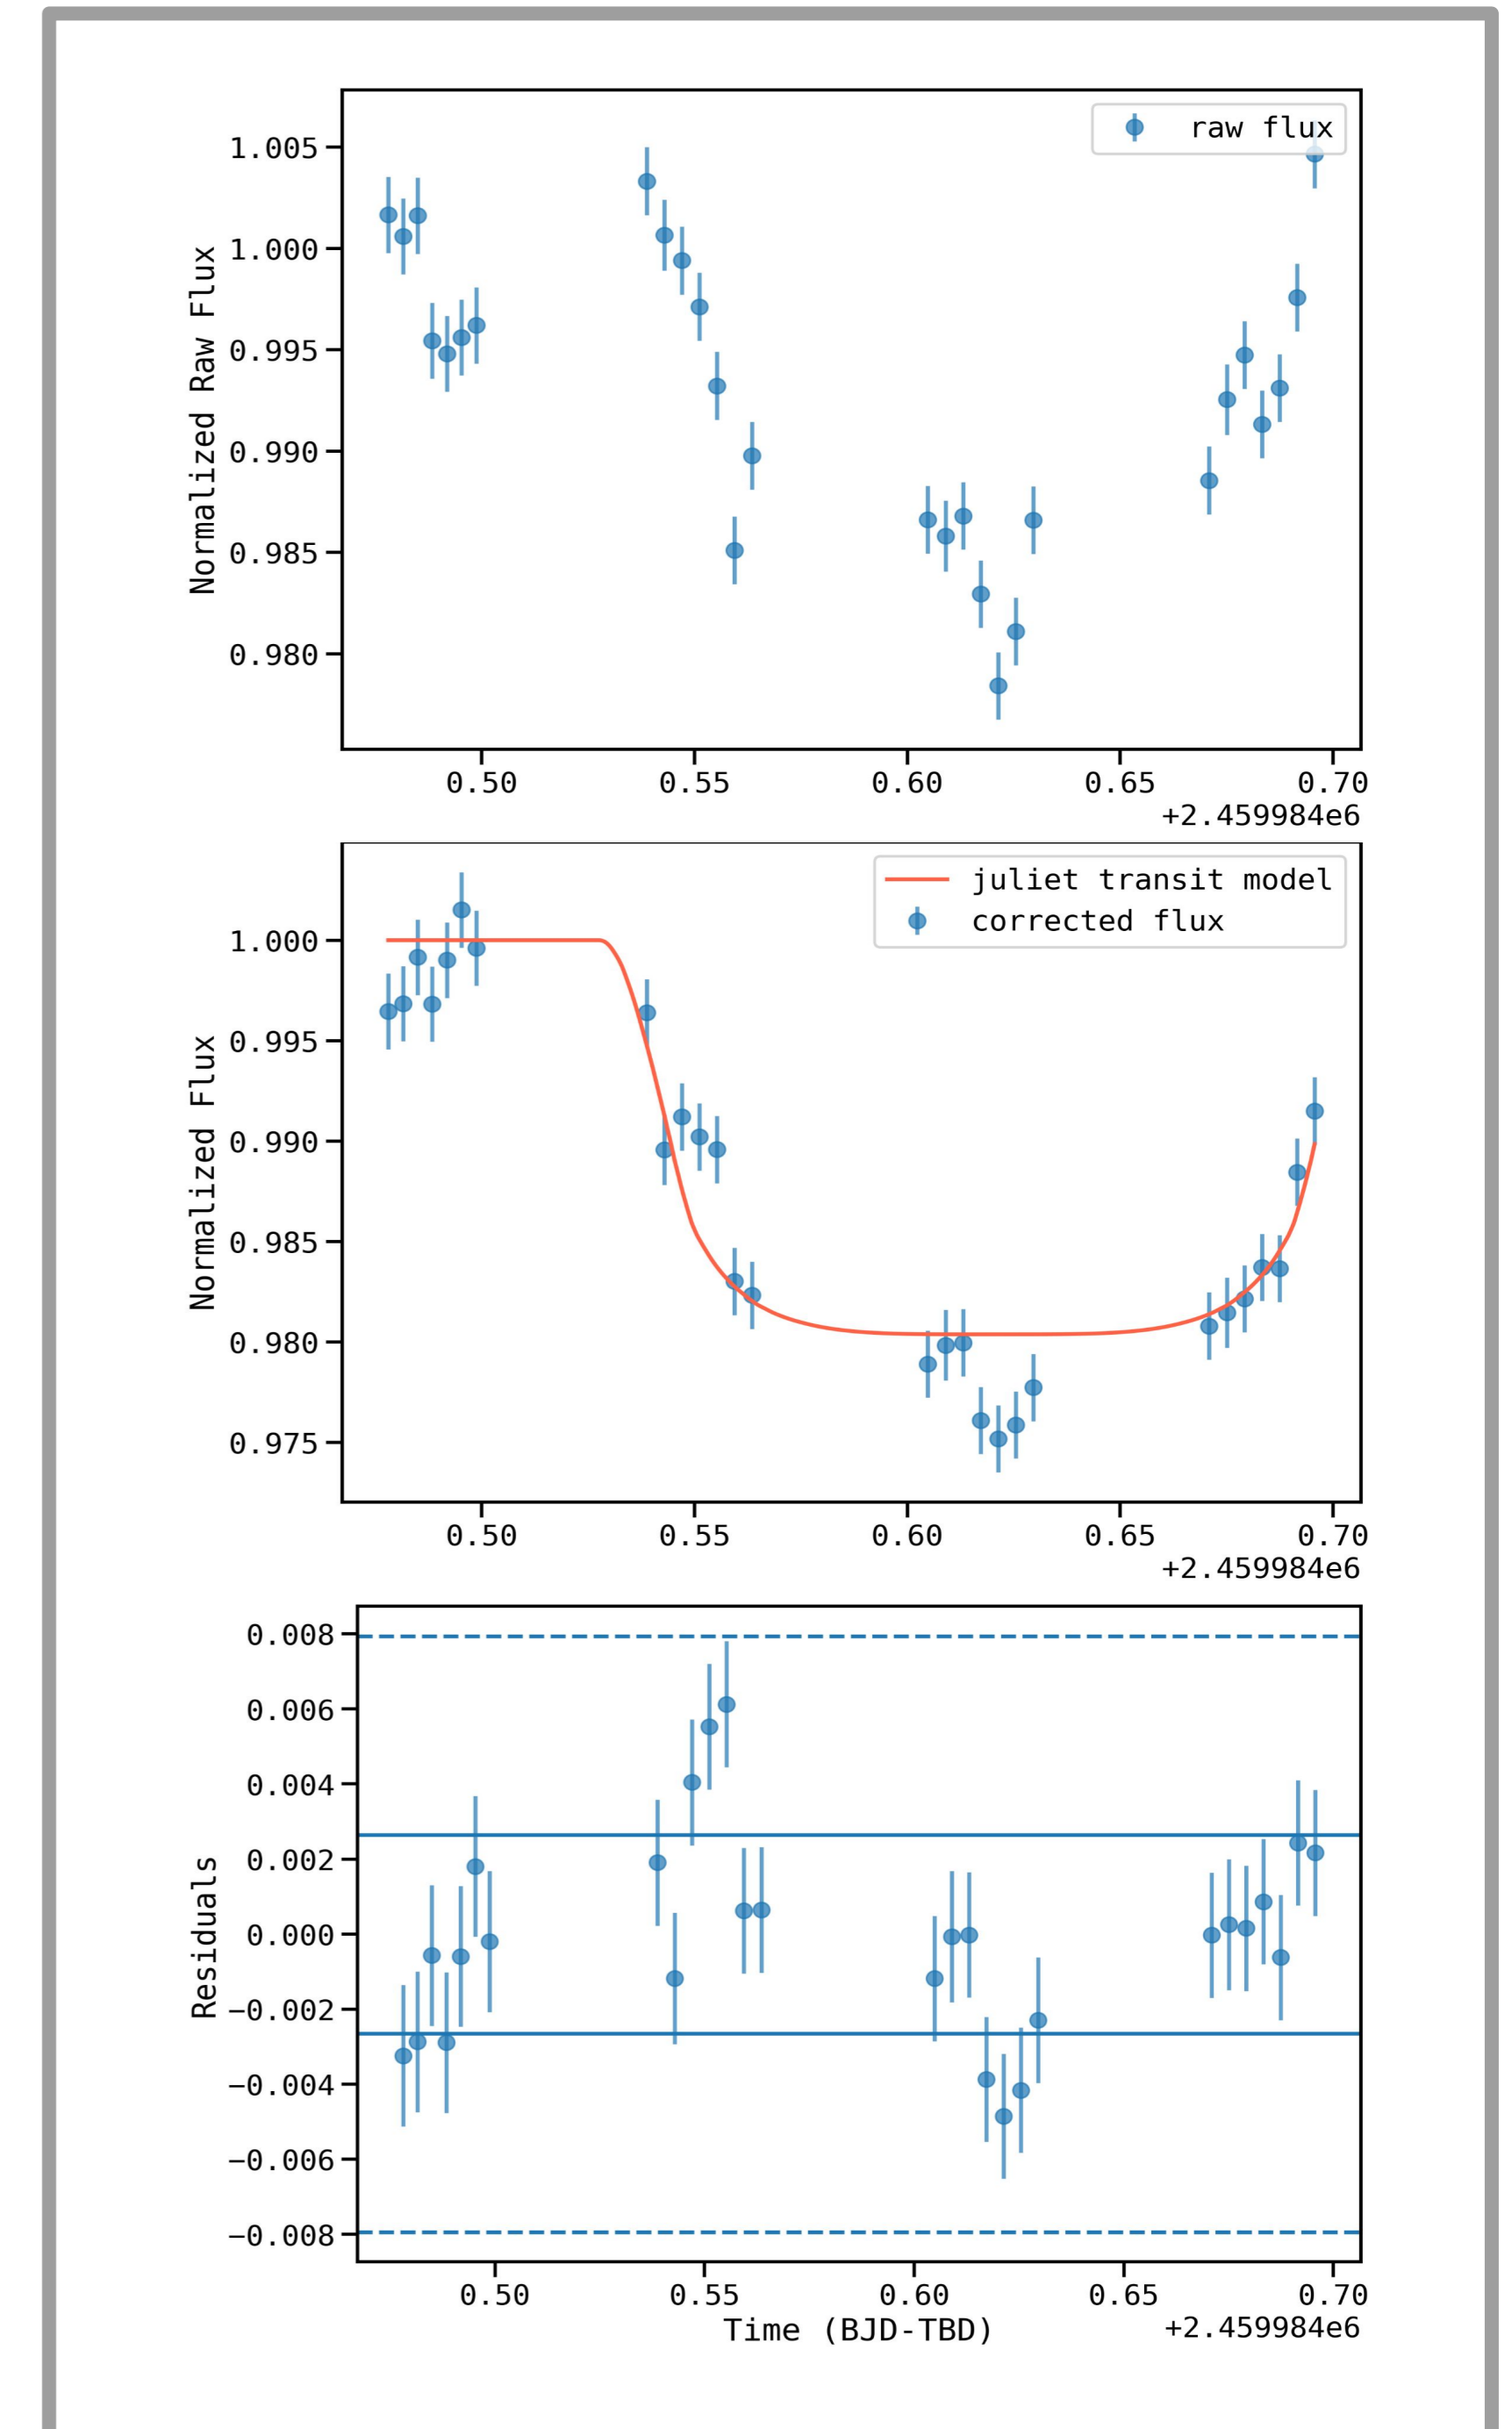 raw flux
1.005
1.000
0.995
0.990
0.985
0.980
Normalized Raw Flux
0.50 0.55 0.60 0.65 0.70
+2.459984e6
juliet transit model
corrected flux
1.000
0.995
0.990
0.985
0.980
0.975
Normalized Flux
0.50 0.55 0.60 0.65 0.70
+2.459984e6
0.008
0.006
0.004
0.002
0.000
−0.002
−0.004
−0.006
−0.008
Residuals
0.50 0.55 0.60 0.65 0.70
Time (BJD-TBD)
+2.459984e6